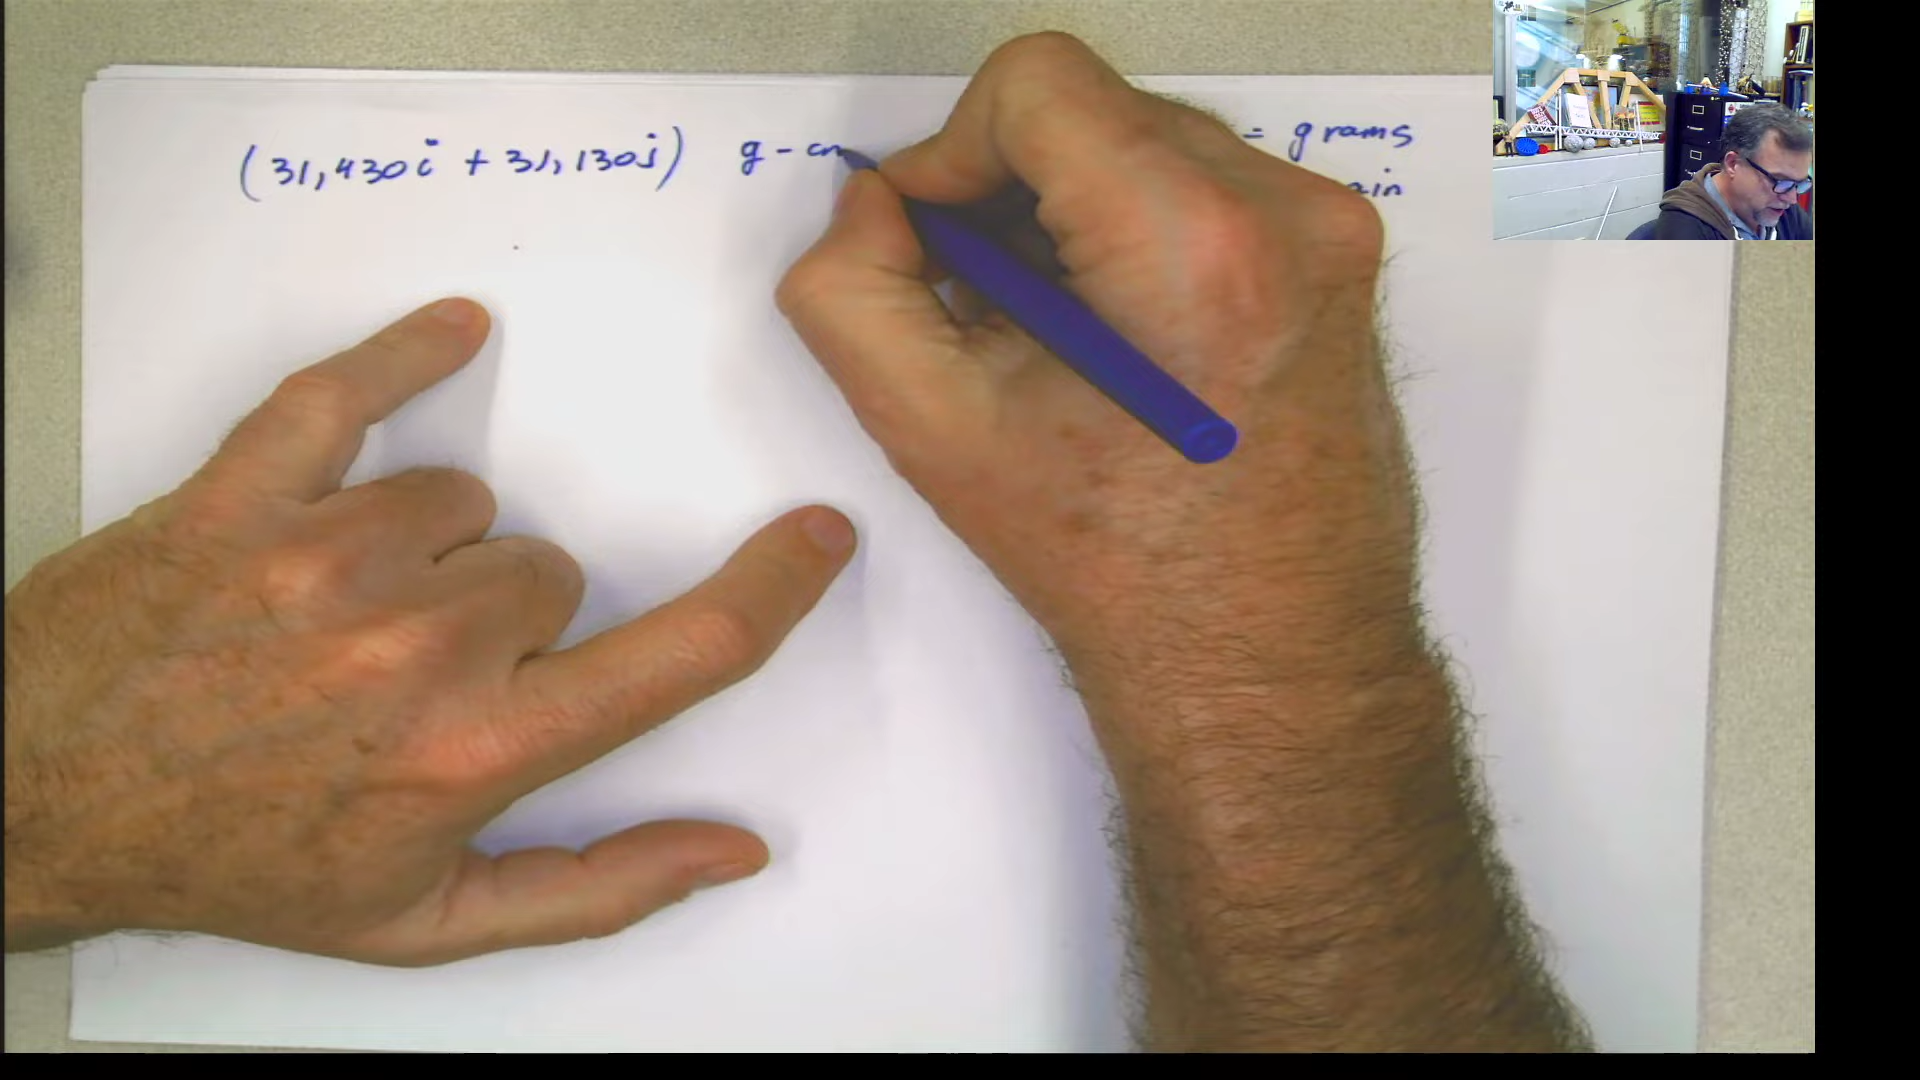 (31,430i + 31,130j) g - cm = grams